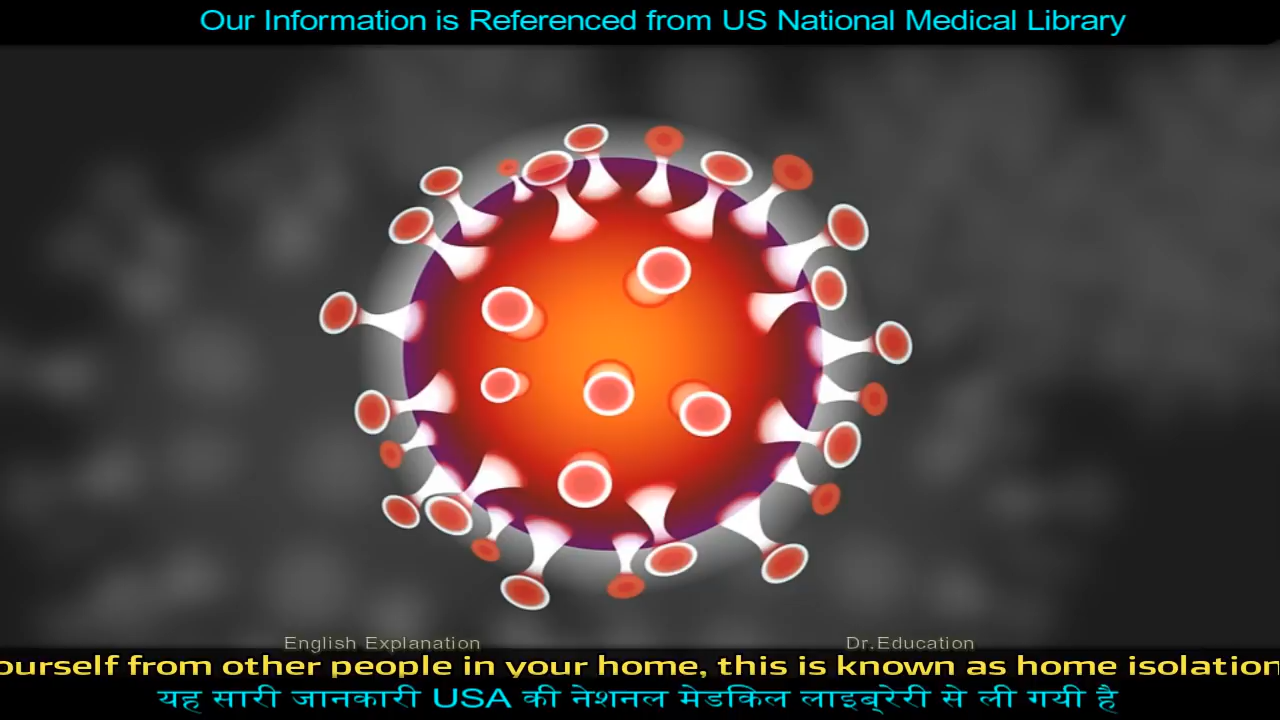 Our Information is Referenced from US National Medical Library
English Explanation
Dr.Education
ourself from other people in your home, this is known as home isolation
यह सारी जानकारी USA की नेशनल मेडकिल लाइब्रेरी से ली गयी है